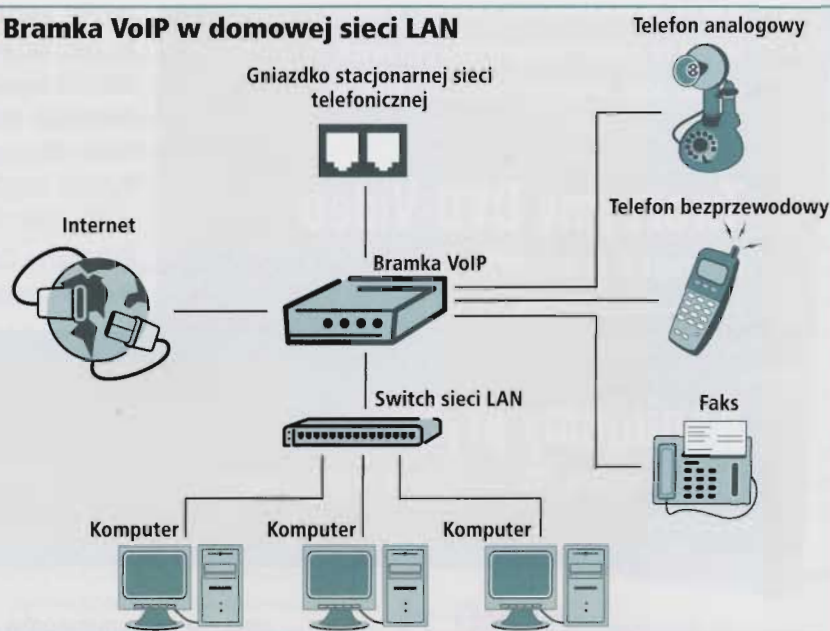 Bramka VoIP w domowej sieci LAN
Telefon analogowy
Gniazdko stacjonarnej sieci
telefonicznej
Telefon bezprzewodowy
Internet
Bramka VoIP
Switch sieci LAN
Faks
Komputer
Komputer
Komputer